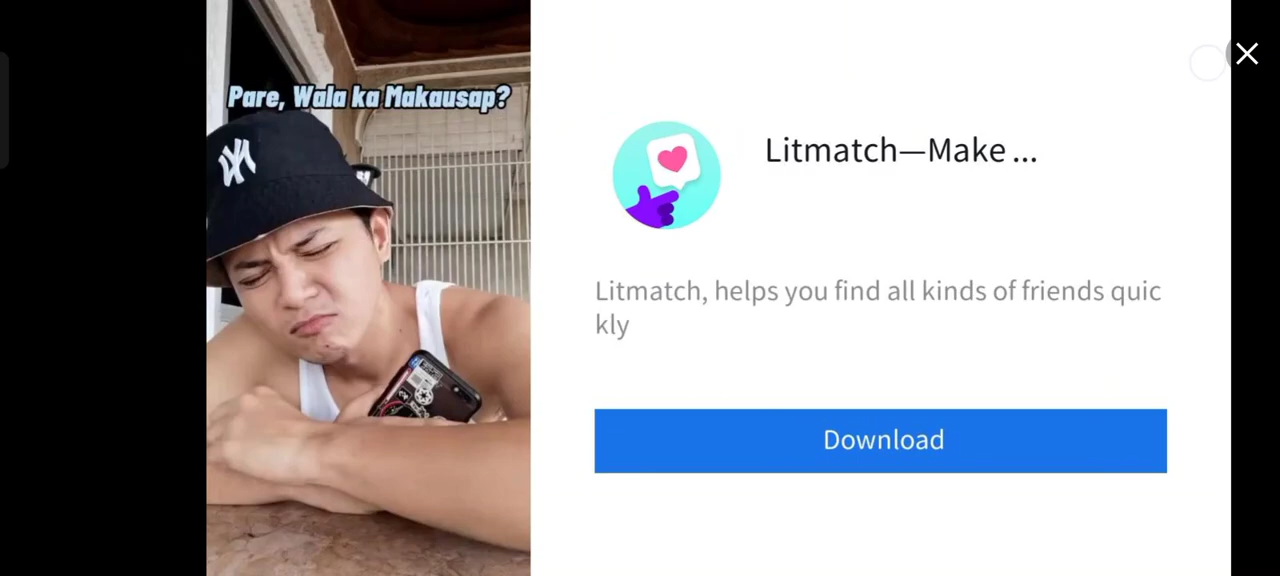 Pare, Wala ka Makausap?
NY
Litmatch—Make ...
Litmatch, helps you find all kinds of friends quic
kly
Download